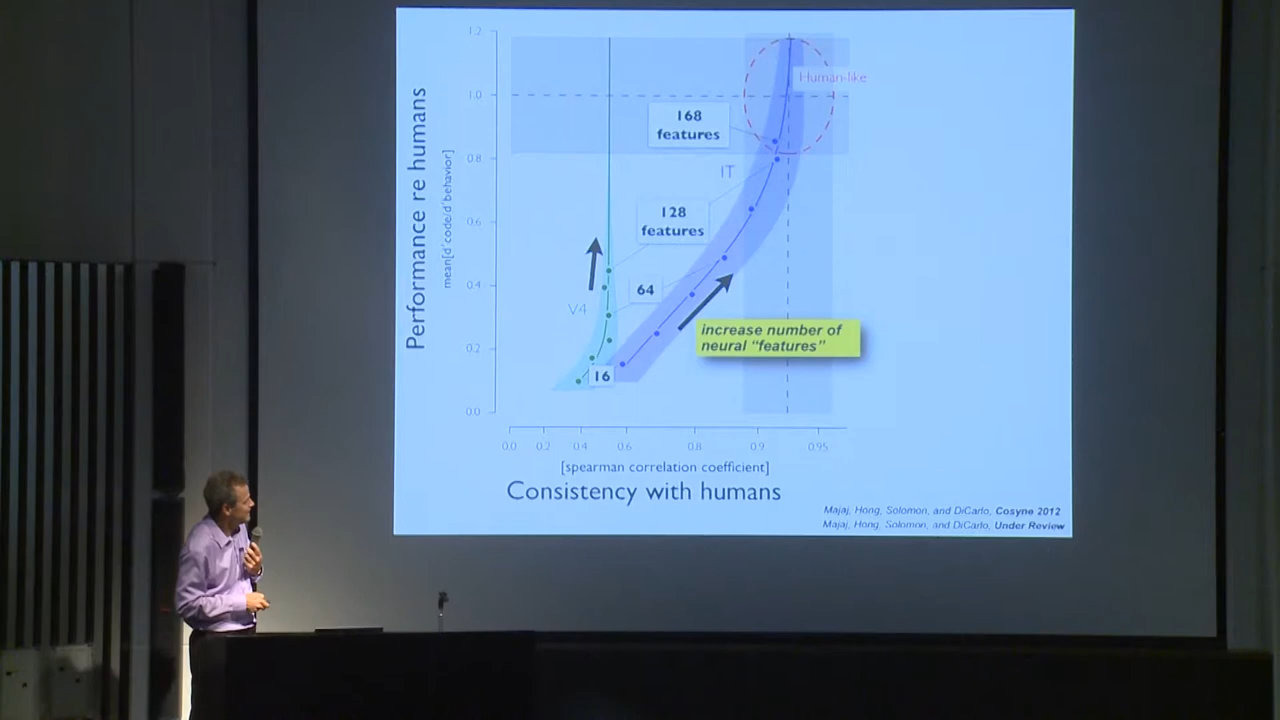 Performance re humans
mean[d'code/d'behavior]
1.2
1.0
0.8
0.6
0.4
0.2
0.0
Human-like
168
features
IT
128
features
64
V4
increase number of
neural "features"
16
0.0 0.2 0.4 0.6 0.8 0.9 0.95
[spearman correlation coefficient]
Consistency with humans
Majaj, Hong, Solomon, and DiCarlo, Cosyne 2012
Majaj, Hong, Solomon, and DiCarlo, Under Review